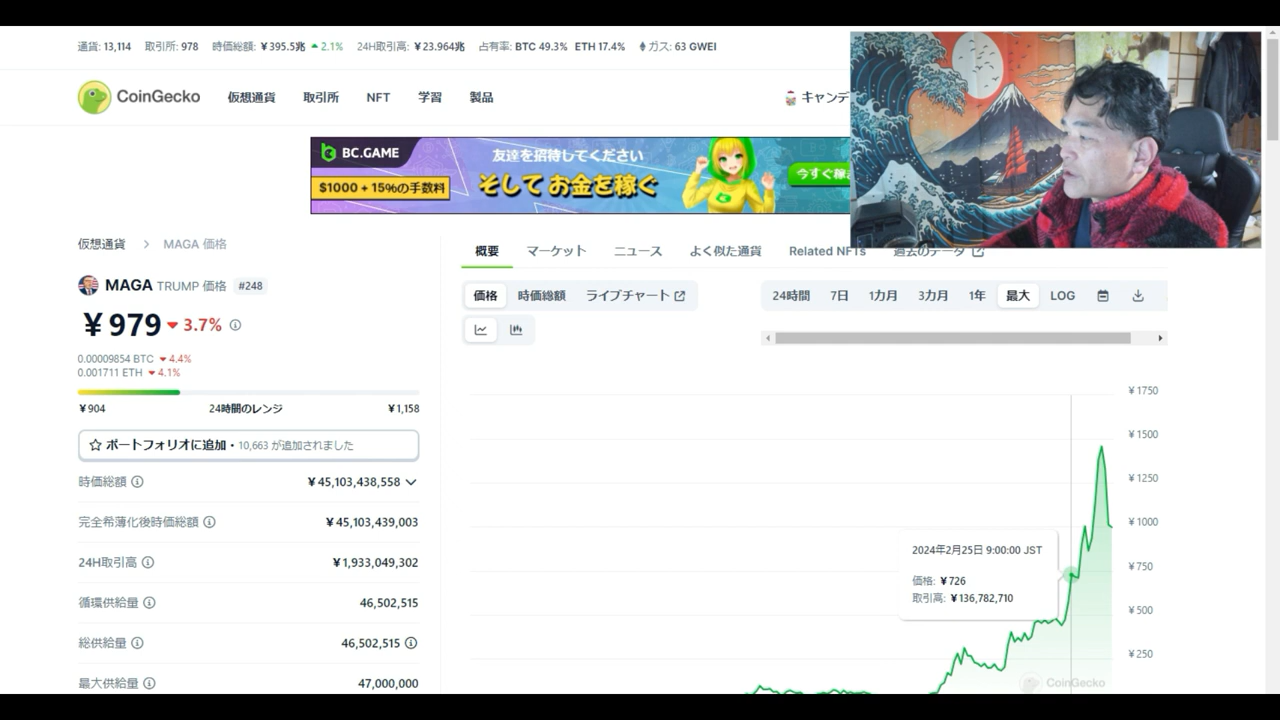 通貨: 13,114 取引所: 978 時価総額: ¥395.5兆 2.1% 24H取引高: ¥23.964兆 占有率: BTC 49.3% ETH 17.4% ガス: 63 GWEI
CoinGecko 仮想通貨 取引所 NFT 学習 製品 キャンデ
BC.GAME
$1000 + 15%の手数料
友達を招待してください
そして お金を稼ぐ
今すぐ稼
仮想通貨 > MAGA 価格
MAGA TRUMP 価格 #248
¥979 3.7%
0.00009854 BTC 4.4%
0.001711 ETH 4.1%
¥904 24時間のレンジ ¥1,158
ポートフォリオに追加 • 10,663 が追加されました
時価総額 ¥45,103,438,558
完全希薄化後時価総額 ¥45,103,439,003
24H取引高 ¥1,933,049,302
循環供給量 46,502,515
総供給量 46,502,515
最大供給量 47,000,000
概要 マーケット ニュース よく似た通貨 Related NFTs 過去のデータ
価格 時価総額 ライブチャート 24時間 7日 1カ月 3カ月 1年 最大 LOG
¥1750
¥1500
¥1250
¥1000
¥750
¥500
¥250
2024年2月25日 9:00:00 JST
価格: ¥726
取引高: ¥136,782,710
CoinGecko